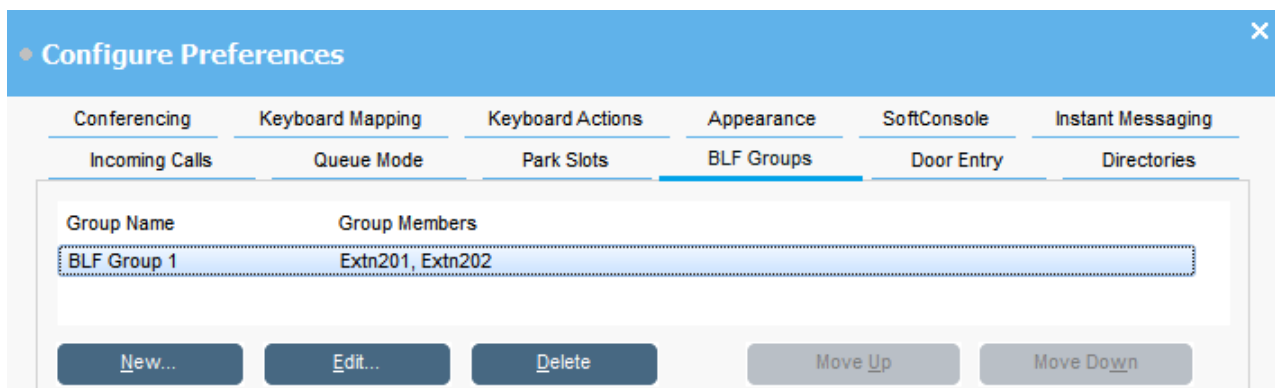 Configure Preferences
Conferencing Keyboard Mapping Keyboard Actions Appearance SoftConsole Instant Messaging
Incoming Calls Queue Mode Park Slots BLF Groups Door Entry Directories
Group Name Group Members
BLF Group 1 Extn201, Extn202
New... Edit... Delete Move Up Move Down